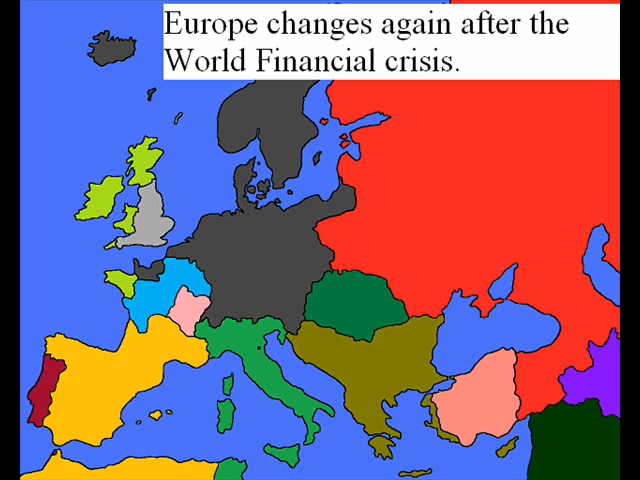 Europe changes again after the
World Financial crisis.